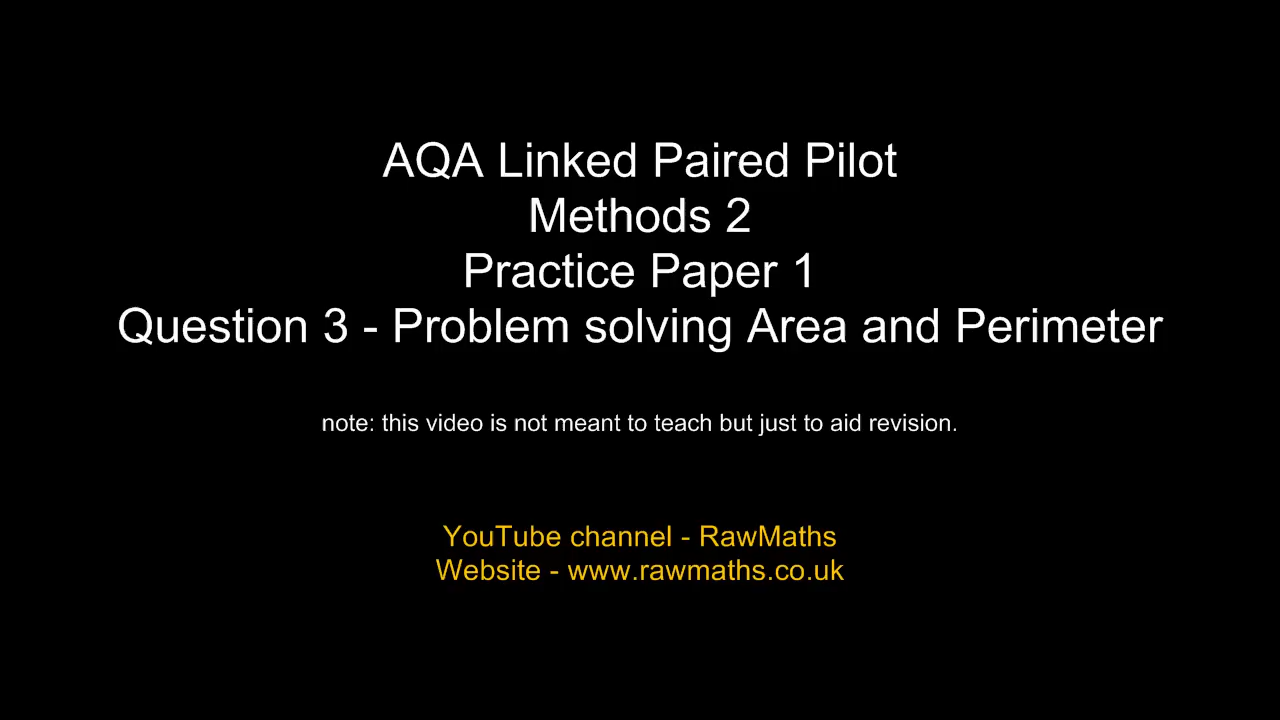 AQA Linked Paired Pilot
Methods 2
Practice Paper 1
Question 3 - Problem solving Area and Perimeter
note: this video is not meant to teach but just to aid revision.
YouTube channel - RawMaths
Website - www.rawmaths.co.uk